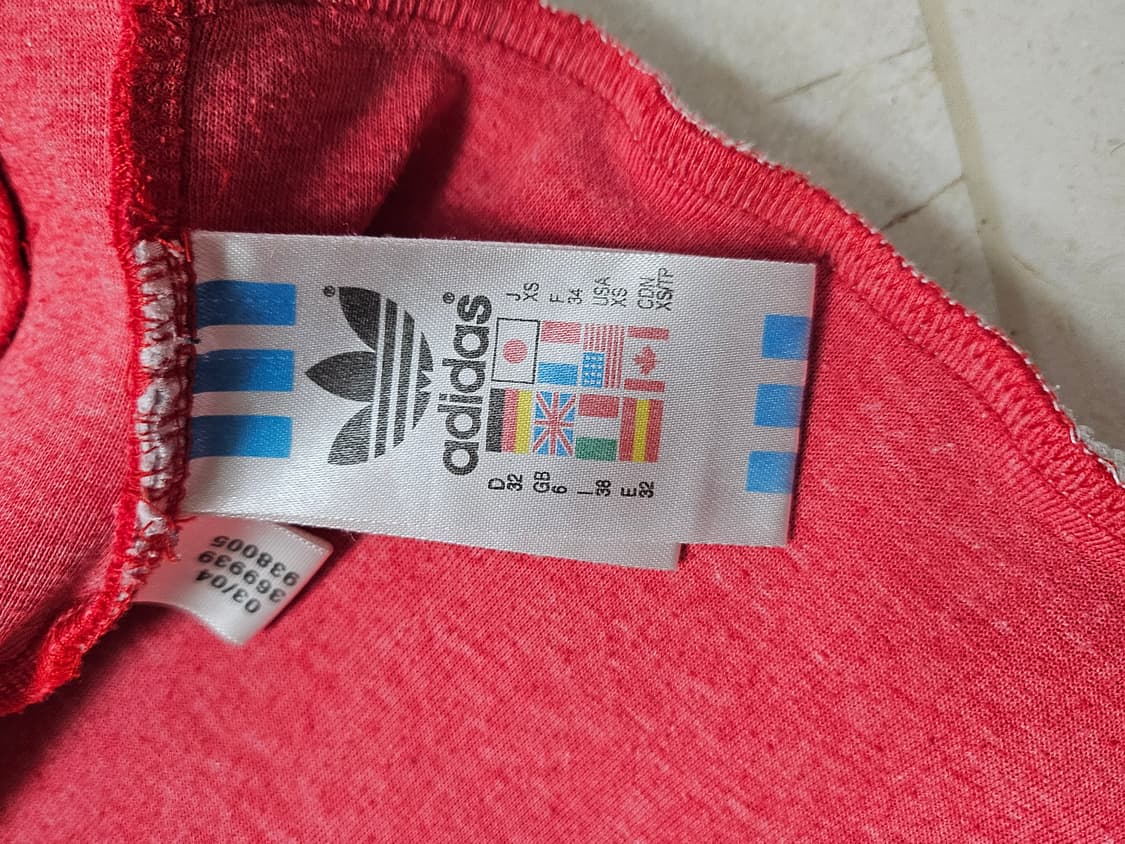 ®
adidas®
D J
32 XS
GB F
6 34
I USA
38 XS
E CDN
32 XS/TP
03/04
369939
938005